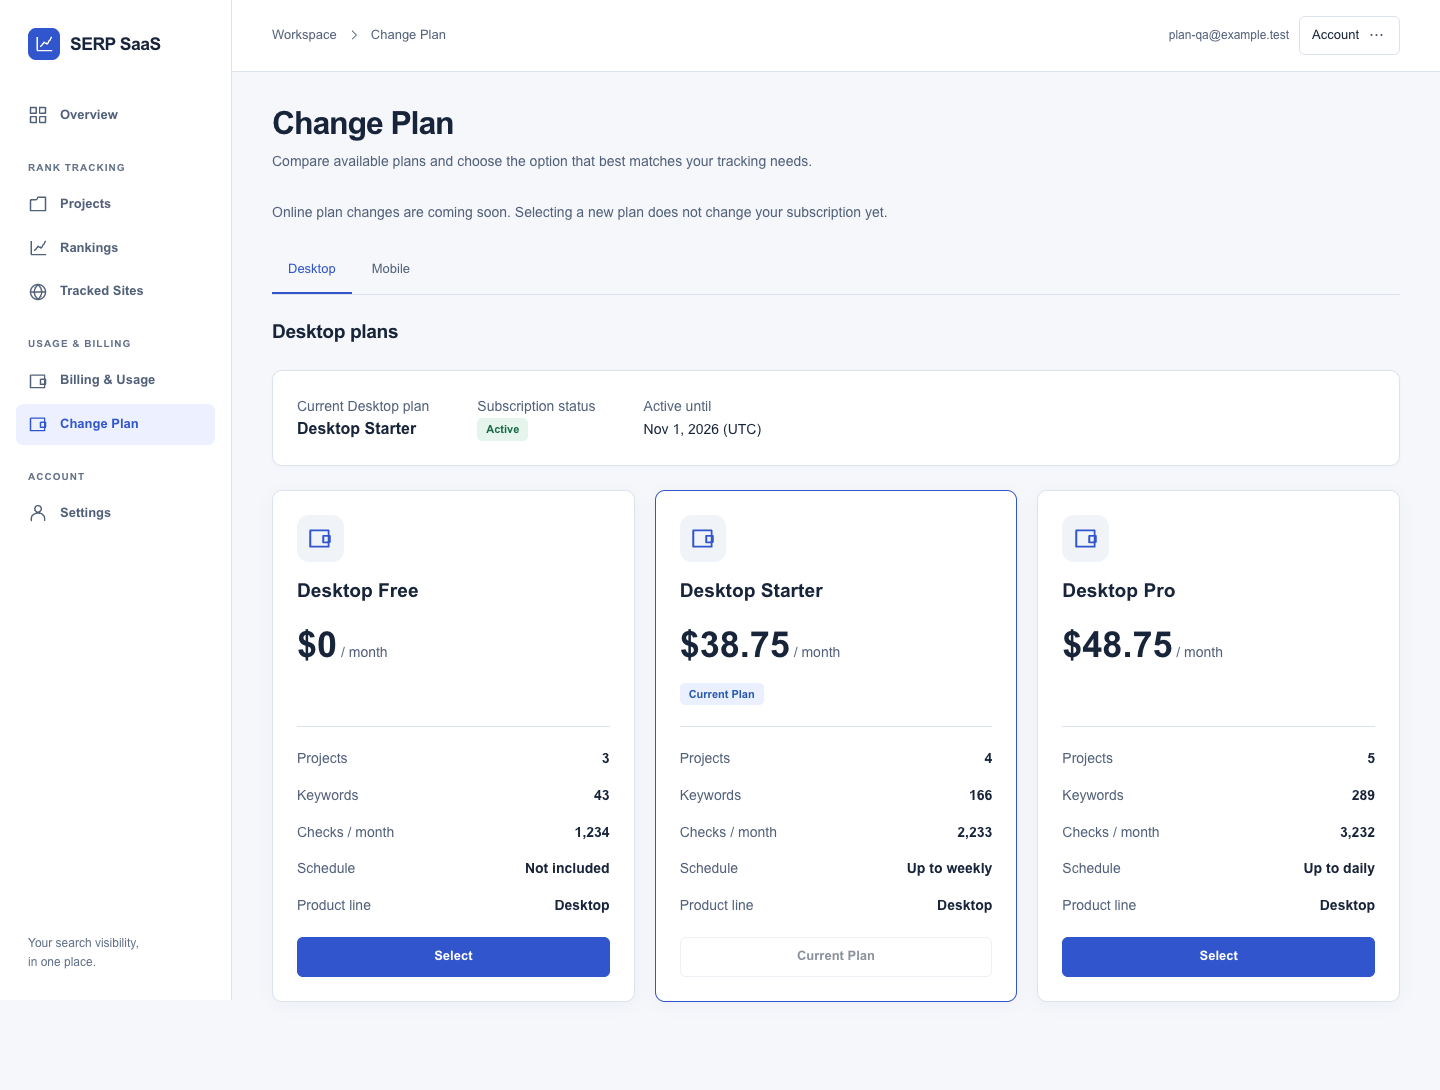 SERP SaaS
Overview
RANK TRACKING
Projects
Rankings
Tracked Sites
USAGE & BILLING
Billing & Usage
Change Plan
ACCOUNT
Settings
Your search visibility,
in one place.
Workspace > Change Plan
plan-qa@example.test
Account ···
Change Plan
Compare available plans and choose the option that best matches your tracking needs.
Online plan changes are coming soon. Selecting a new plan does not change your subscription yet.
Desktop Mobile
Desktop plans
Current Desktop plan
Desktop Starter
Subscription status
Active
Active until
Nov 1, 2026 (UTC)
Desktop Free
$0 / month
Projects 3
Keywords 43
Checks / month 1,234
Schedule Not included
Product line Desktop
Select
Desktop Starter
$38.75 / month
Current Plan
Projects 4
Keywords 166
Checks / month 2,233
Schedule Up to weekly
Product line Desktop
Current Plan
Desktop Pro
$48.75 / month
Projects 5
Keywords 289
Checks / month 3,232
Schedule Up to daily
Product line Desktop
Select